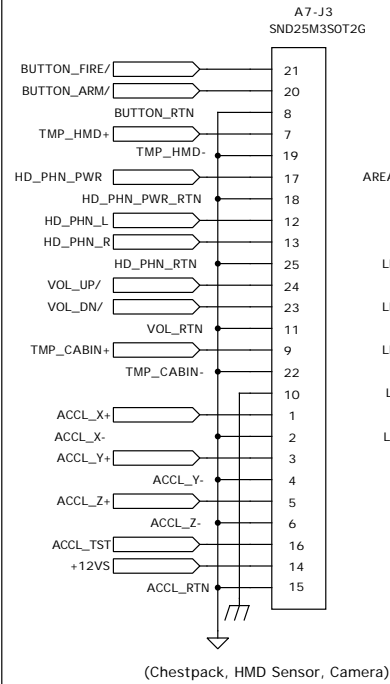 A7-J3
SND25M3SOT2G
BUTTON_FIRE/ 21
BUTTON_ARM/ 20
BUTTON_RTN 8
TMP_HMD+ 7
TMP_HMD- 19
HD_PHN_PWR 17 AREA
HD_PHN_PWR_RTN 18
HD_PHN_L 12
HD_PHN_R 13
HD_PHN_RTN 25 L
VOL_UP/ 24
VOL_DN/ 23 L
VOL_RTN 11
TMP_CABIN+ 9 L
TMP_CABIN- 22
10 L
ACCL_X+ 1
ACCL_X- 2 L
ACCL_Y+ 3
ACCL_Y- 4
ACCL_Z+ 5
ACCL_Z- 6
ACCL_TST 16
+12VS 14
ACCL_RTN 15
(Chestpack, HMD Sensor, Camera)